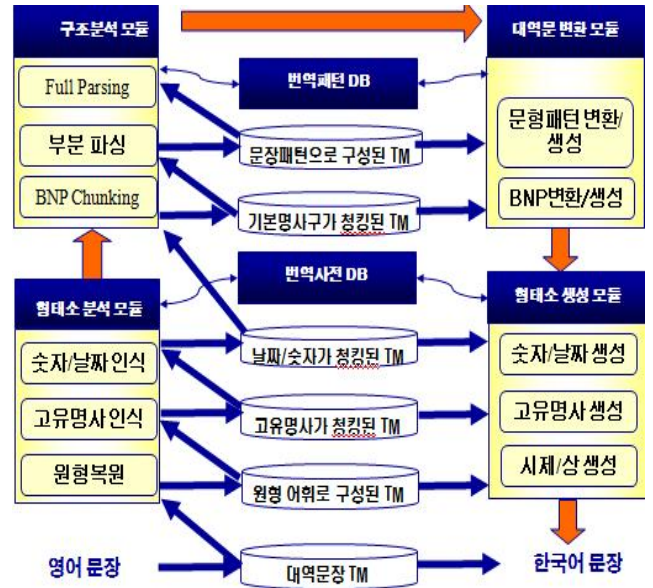 구조분석 모듈
대역문 변환 모듈
번역패턴 DB
Full Parsing
부분 파싱
BNP Chunking
문장패턴으로 구성된 TM
기본명사구가 청킹된 TM
문형패턴 변환/
생성
BNP변환/생성
번역사전 DB
형태소 분석 모듈
형태소 생성 모듈
숫자/날짜 인식
고유명사 인식
원형복원
날짜/숫자가 청킹된 TM
고유명사가 청킹된 TM
원형 어휘로 구성된 TM
숫자/날짜 생성
고유명사 생성
시제/상 생성
영어 문장
대역문장 TM
한국어 문장